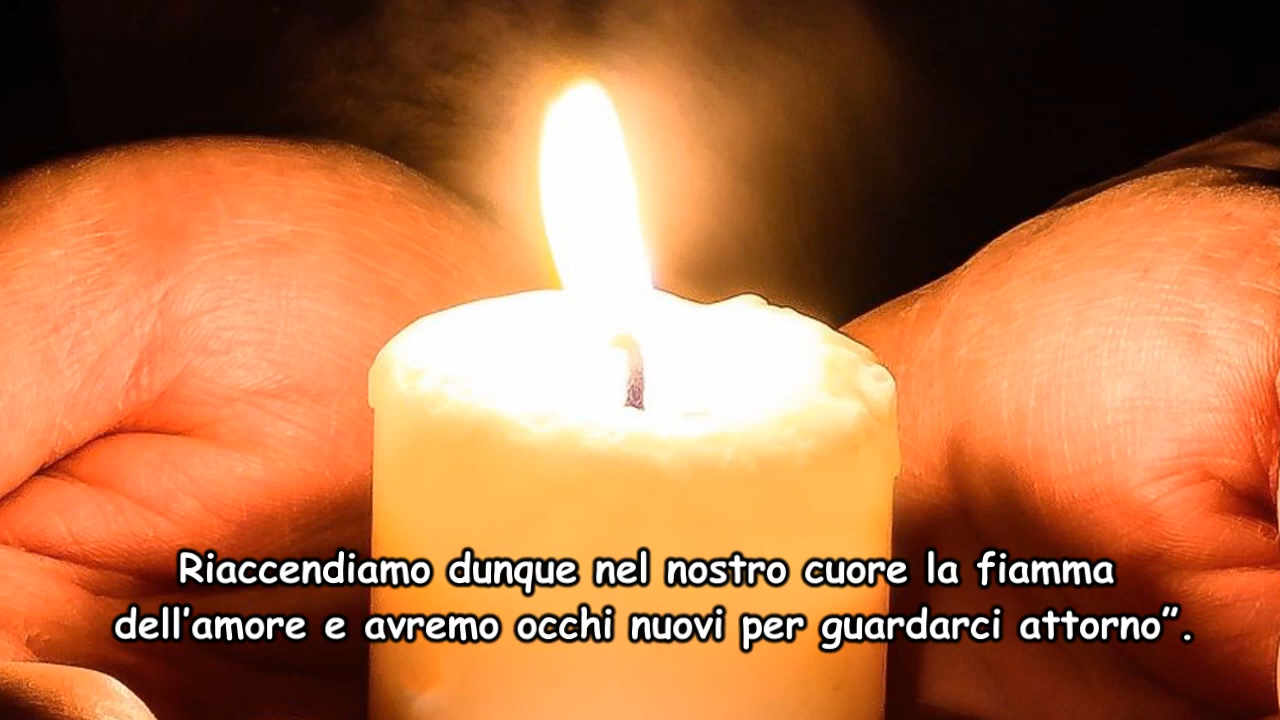 Riaccendiamo dunque nel nostro cuore la fiamma
dell’amore e avremo occhi nuovi per guardarci attorno”.